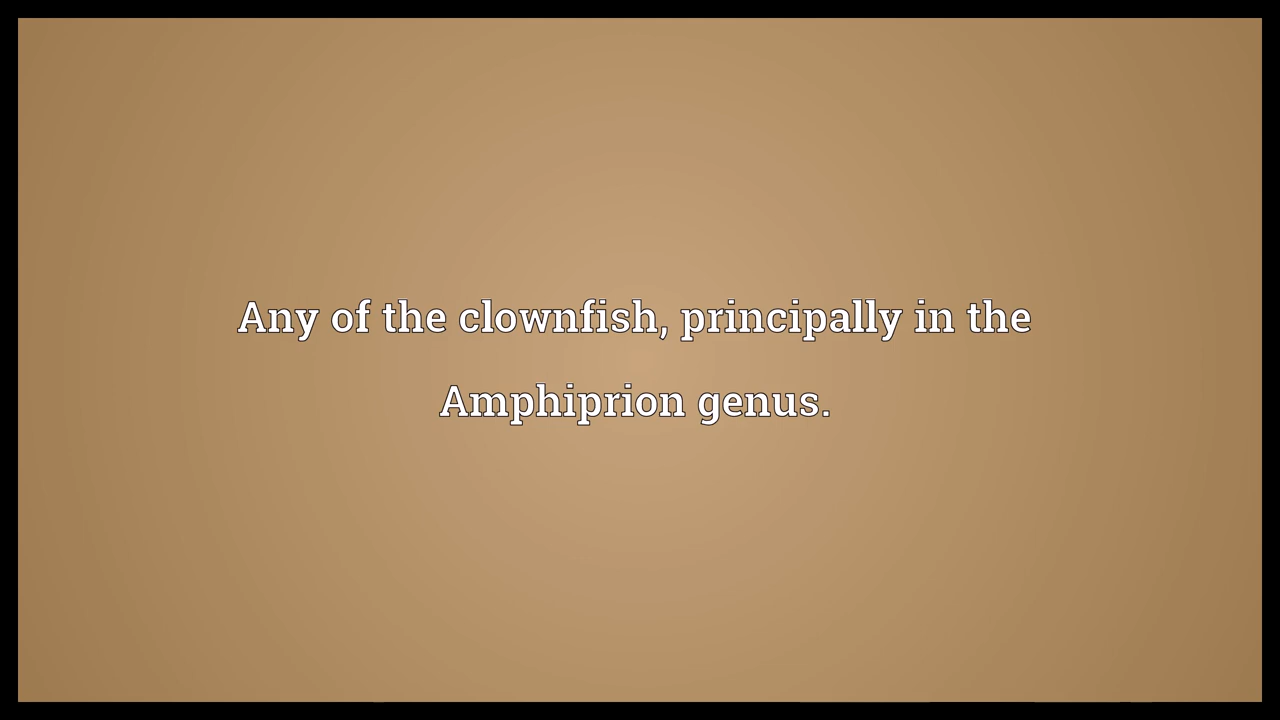 Any of the clownfish, principally in the
Amphiprion genus.